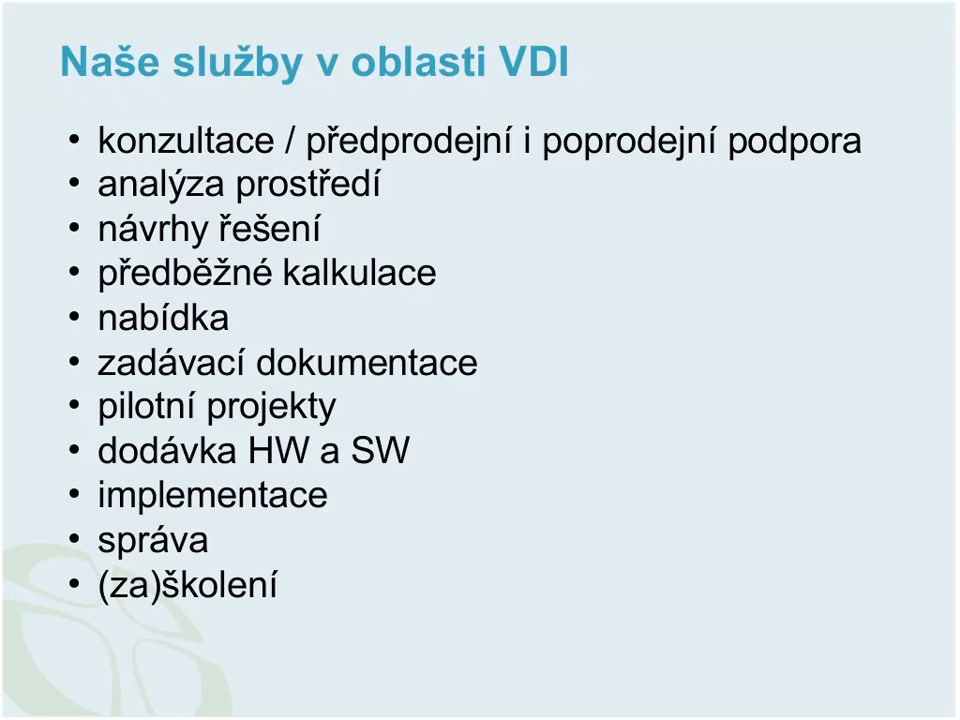 Naše služby v oblasti VDI
• konzultace / předprodejní i poprodejní podpora
• analýza prostředí
• návrhy řešení
• předběžné kalkulace
• nabídka
• zadávací dokumentace
• pilotní projekty
• dodávka HW a SW
• implementace
• správa
• (za)školení